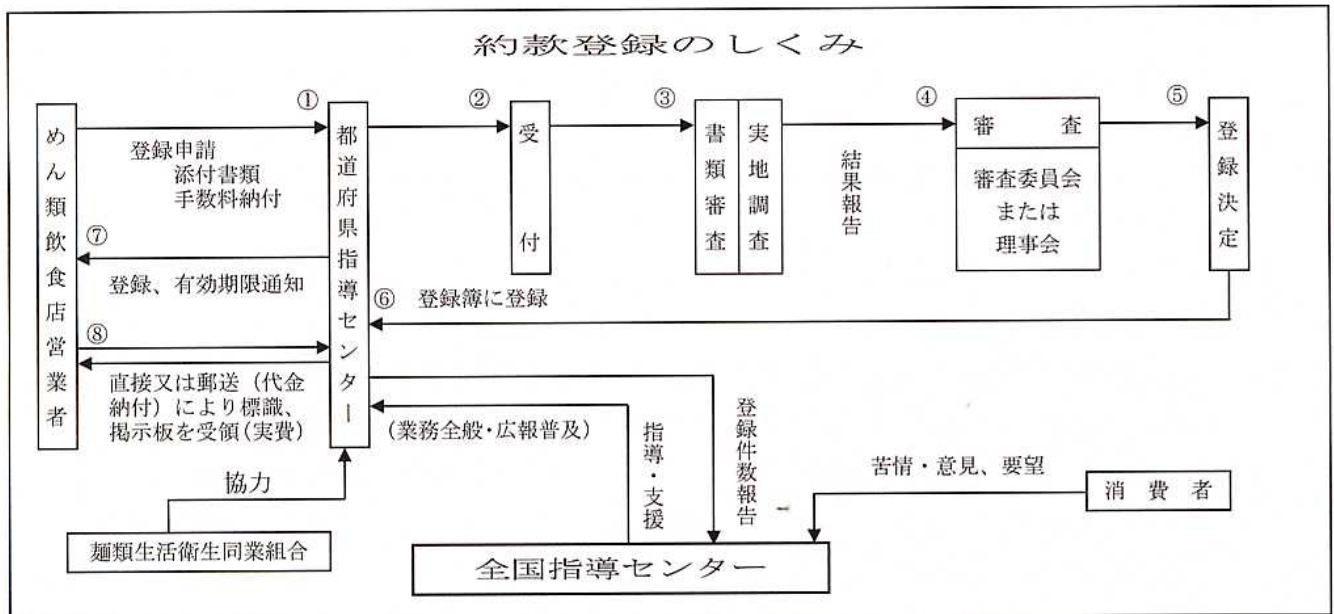 約款登録のしくみ
めん類飲食店営業者
①
登録申請
添付書類
手数料納付
都道府県指導センター
②
受付
③
書類審査
実地調査
結果報告
④
審査
審査委員会
または
理事会
⑤
登録決定
⑥ 登録簿に登録
⑦
登録、有効期限通知
⑧
直接又は郵送（代金
納付）により標識、
掲示板を受領（実費）
(業務全般・広報普及)
指導・支援
登録件数報告
苦情・意見、要望
消費者
協力
麺類生活衛生同業組合
全国指導センター